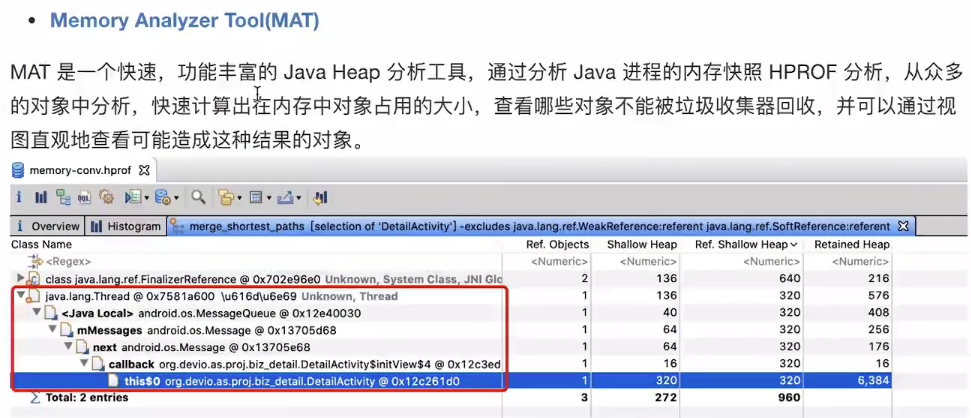 • Memory Analyzer Tool(MAT)
MAT 是一个快速，功能丰富的 Java Heap 分析工具，通过分析 Java 进程的内存快照 HPROF 分析，从众多
的对象中分析，快速计算出在内存中对象占用的大小，查看哪些对象不能被垃圾收集器回收，并可以通过视
图直观地查看可能造成这种结果的对象。
memory-conv.hprof
i Overview Histogram merge_shortest_paths [selection of 'DetailActivity'] -excludes java.lang.ref.WeakReference:referent java.lang.ref.SoftReference:referent
Class Name Ref. Objects Shallow Heap Ref. Shallow Heap Retained Heap
<Regex> <Numeric> <Numeric> <Numeric> <Numeric>
class java.lang.ref.FinalizerReference @ 0x702e96e0 Unknown, System Class, JNI Glo 2 136 640 216
java.lang.Thread @ 0x7581a600 \u616d\u6e69 Unknown, Thread 1 136 320 576
<Java Local> android.os.MessageQueue @ 0x12e40030 1 40 320 408
mMessages android.os.Message @ 0x13705d68 1 64 320 256
next android.os.Message @ 0x13705e68 1 64 320 176
callback org.devio.as.proj.biz_detail.DetailActivity$initView$4 @ 0x12c3ed 1 16 320 16
this$0 org.devio.as.proj.biz_detail.DetailActivity @ 0x12c261d0 1 320 320 6,384
Total: 2 entries 3 272 960